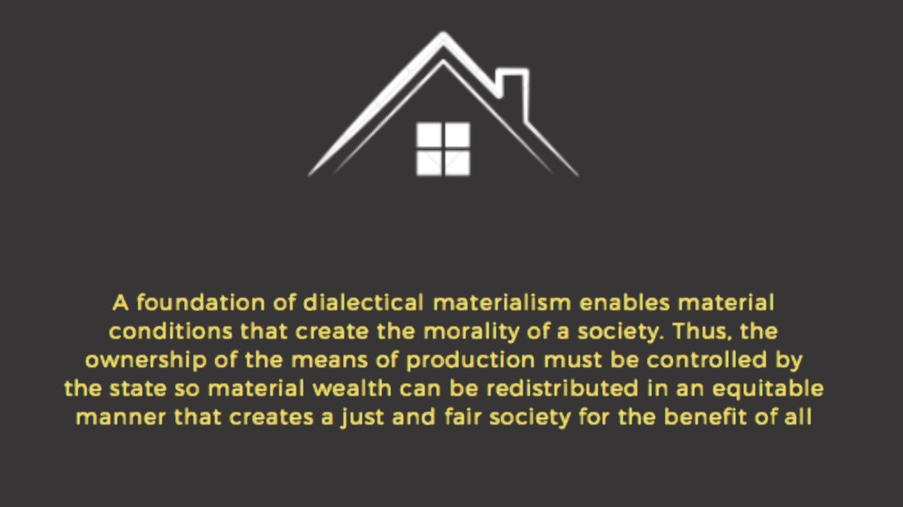 A foundation of dialectical materialism enables material
conditions that create the morality of a society. Thus, the
ownership of the means of production must be controlled by
the state so material wealth can be redistributed in an equitable
manner that creates a just and fair society for the benefit of all